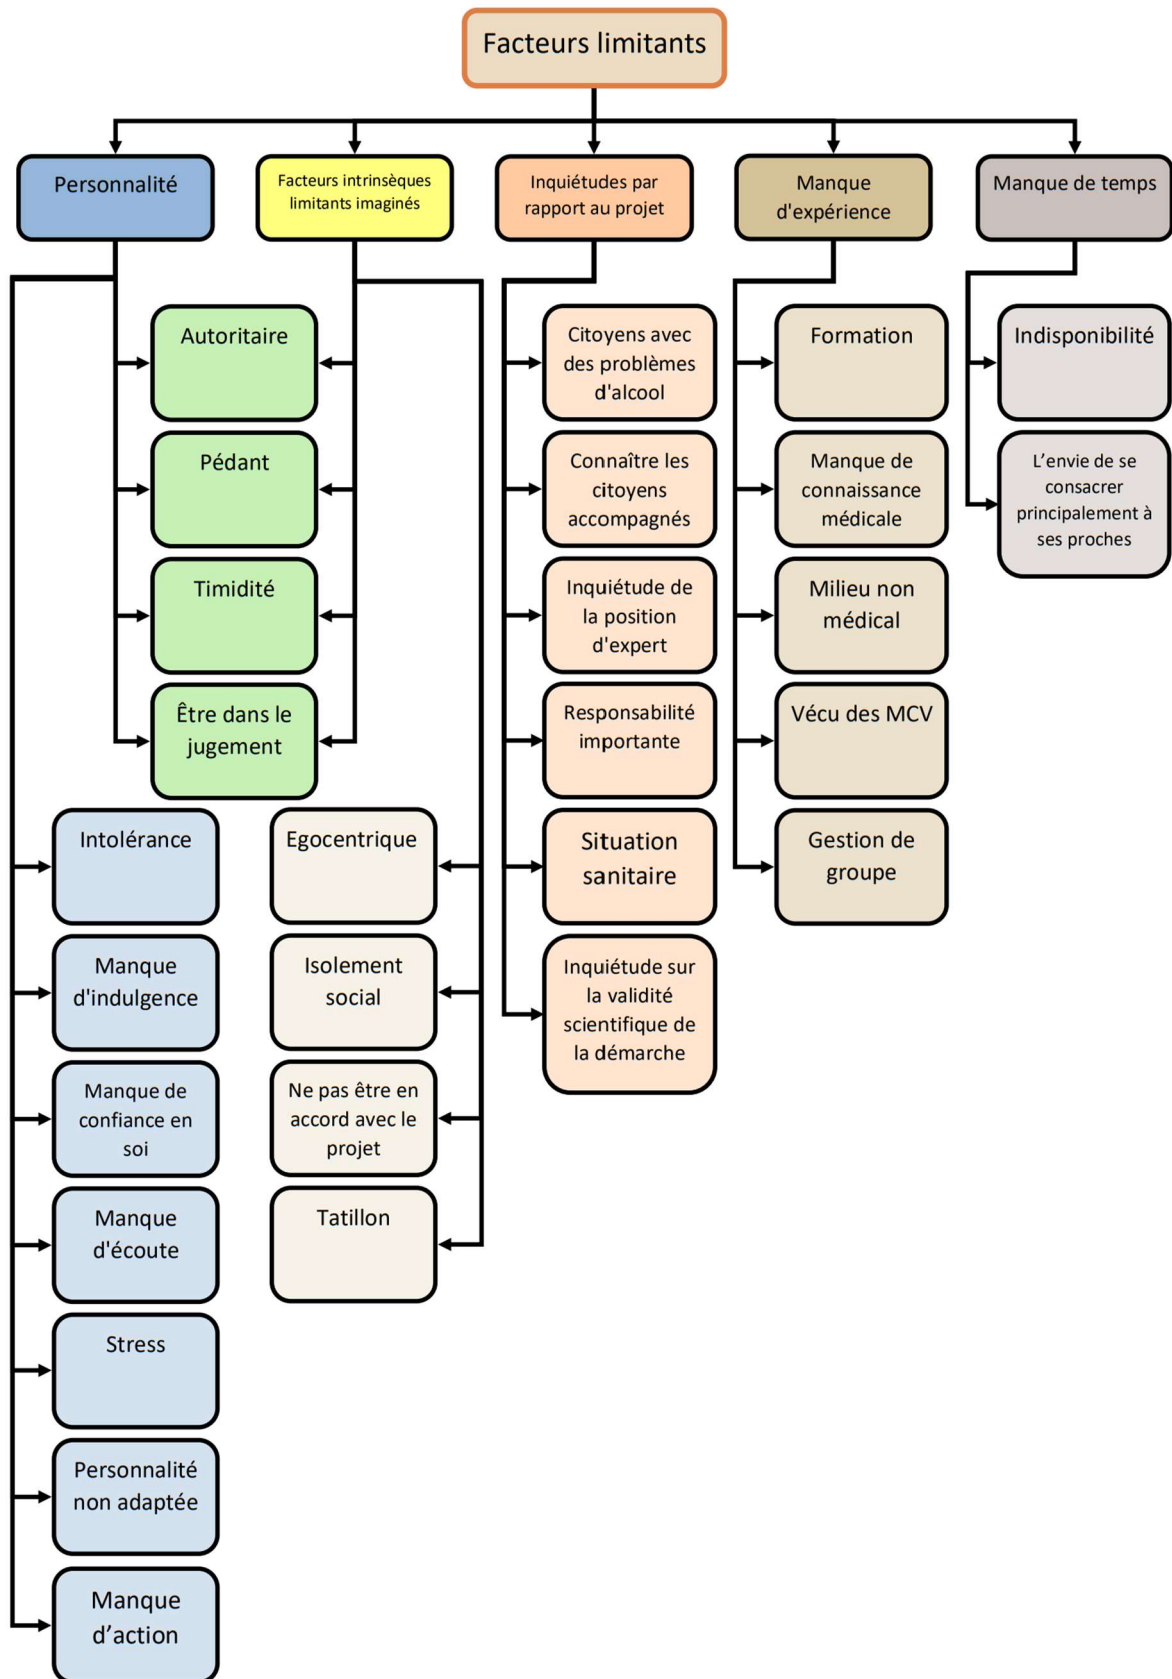 Facteurs limitants
Personnalité
Facteurs intrinsèques
limitants imaginés
Inquiétudes par
rapport au projet
Manque
d'expérience
Manque de temps
Autoritaire
Pédant
Timidité
Être dans le
jugement
Intolérance
Manque
d'indulgence
Manque de
confiance en
soi
Manque
d'écoute
Stress
Personnalité
non adaptée
Manque
d’action
Egocentrique
Isolement
social
Ne pas être en
accord avec le
projet
Tatillon
Citoyens avec
des problèmes
d'alcool
Connaître les
citoyens
accompagnés
Inquiétude de
la position
d'expert
Responsabilité
importante
Situation
sanitaire
Inquiétude sur
la validité
scientifique de
la démarche
Formation
Manque de
connaissance
médicale
Milieu non
médical
Vécu des MCV
Gestion de
groupe
Indisponibilité
L’envie de se
consacrer
principalement à
ses proches